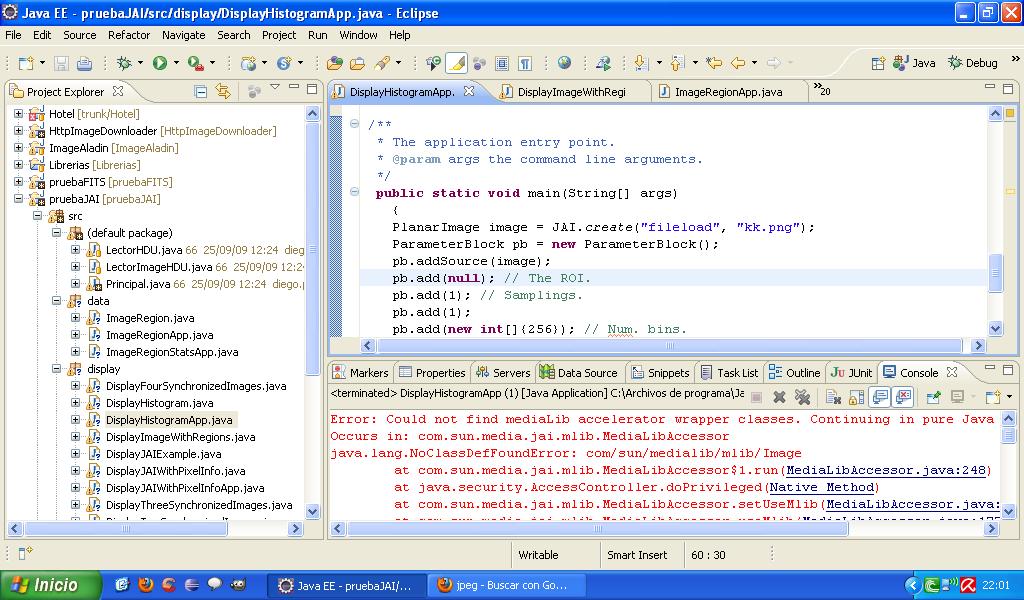 Java EE - pruebaJAI/src/display/DisplayHistogramApp.java - Eclipse
File Edit Source Refactor Navigate Search Project Run Window Help
Java Debug
Project Explorer
Hotel [trunk/Hotel]
HttpImageDownloader [HttpImageDownloader]
ImageAladin [ImageAladin]
Librerias [Librerias]
pruebaFITS [pruebaFITS]
pruebaJAI [pruebaJAI]
src
(default package)
LectorHDU.java 66 25/09/09 12:24 dieg
LectorImageHDU.java 66 25/09/09 12:2
Principal.java 66 25/09/09 12:24 diego.
data
ImageRegion.java
ImageRegionApp.java
ImageRegionStatsApp.java
display
DisplayFourSynchronizedImages.java
DisplayHistogram.java
DisplayHistogramApp.java
DisplayImageWithRegions.java
DisplayJAIExample.java
DisplayJAIWithPixelInfo.java
DisplayJAIWithPixelInfoApp.java
DisplayThreeSynchronizedImages.java
DisplayHistogramApp. DisplayImageWithRegi ImageRegionApp.java »20
/**
* The application entry point.
* @param args the command line arguments.
*/
public static void main(String[] args)
{
PlanarImage image = JAI.create("fileload", "kk.png");
ParameterBlock pb = new ParameterBlock();
pb.addSource(image);
pb.add(null); // The ROI.
pb.add(1); // Samplings.
pb.add(1);
pb.add(new int[]{256}); // Num. bins.
Markers Properties Servers Data Source Snippets Task List Outline JUnit Console
<terminated> DisplayHistogramApp (1) [Java Application] C:\Archivos de programa\Ja
Error: Could not find mediaLib accelerator wrapper classes. Continuing in pure Java
Occurs in: com.sun.media.jai.mlib.MediaLibAccessor
java.lang.NoClassDefFoundError: com/sun/medialib/mlib/Image
at com.sun.media.jai.mlib.MediaLibAccessor$1.run(MediaLibAccessor.java:248)
at java.security.AccessController.doPrivileged(Native Method)
at com.sun.media.jai.mlib.MediaLibAccessor.setUseMlib(MediaLibAccessor.java:
Writable Smart Insert 60 : 30
Inicio Java EE - pruebaJAI/... jpeg - Buscar con Go... 22:01